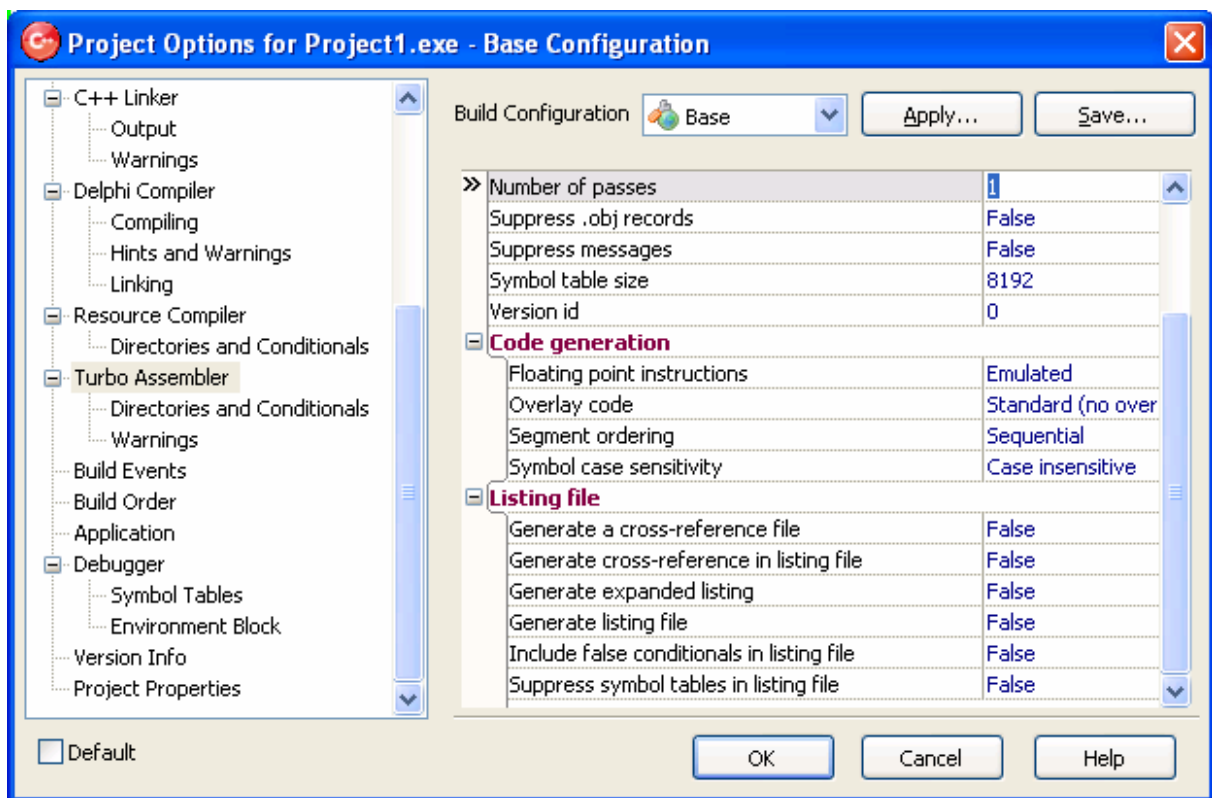 Project Options for Project1.exe - Base Configuration
C++ Linker
Output
Warnings
Delphi Compiler
Compiling
Hints and Warnings
Linking
Resource Compiler
Directories and Conditionals
Turbo Assembler
Directories and Conditionals
Warnings
Build Events
Build Order
Application
Debugger
Symbol Tables
Environment Block
Version Info
Project Properties
Build Configuration Base Apply... Save...
Number of passes 1
Suppress .obj records False
Suppress messages False
Symbol table size 8192
Version id 0
Code generation
Floating point instructions Emulated
Overlay code Standard (no over
Segment ordering Sequential
Symbol case sensitivity Case insensitive
Listing file
Generate a cross-reference file False
Generate cross-reference in listing file False
Generate expanded listing False
Generate listing file False
Include false conditionals in listing file False
Suppress symbol tables in listing file False
Default OK Cancel Help